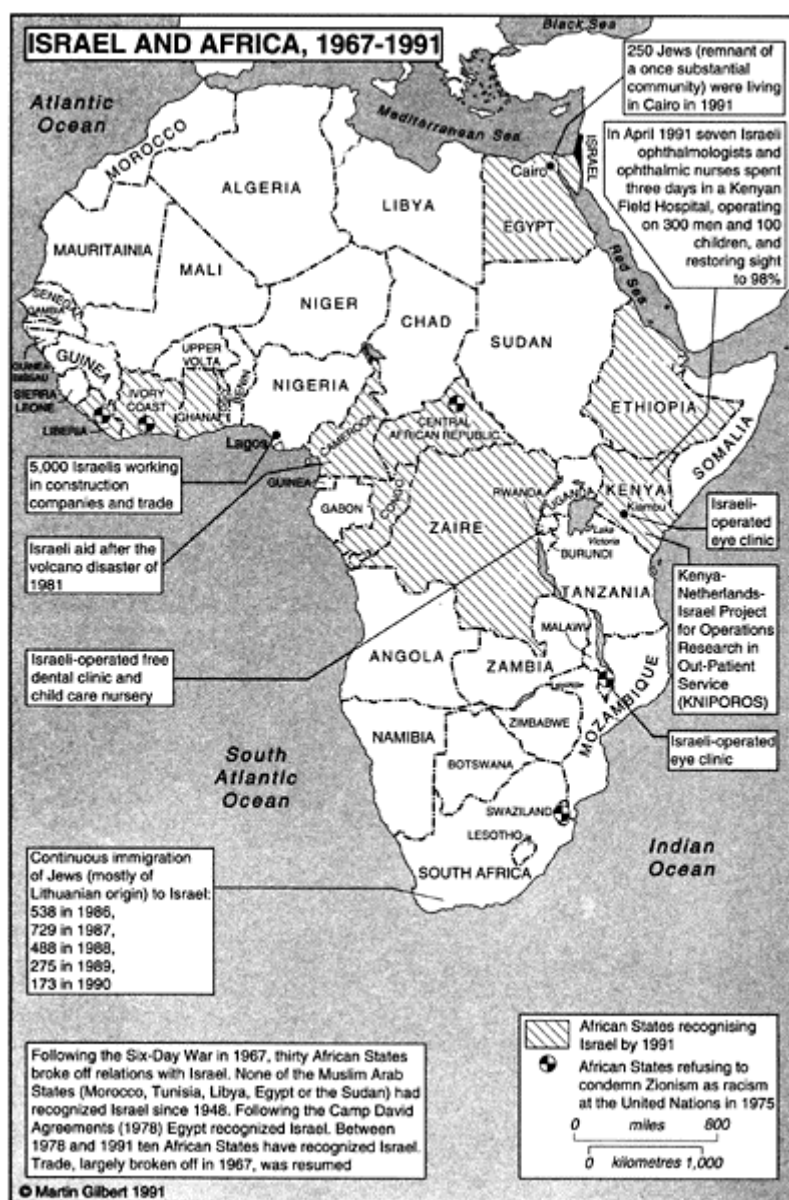 ISRAEL AND AFRICA, 1967-1991
Black Sea
250 Jews (remnant of
a once substantial
community) were living
in Cairo in 1991
Atlantic
Ocean
Mediterranean Sea
ISRAEL
In April 1991 seven Israeli
ophthalmologists and
ophthalmic nurses spent
three days in a Kenyan
Field Hospital, operating
on 300 men and 100
children, and
restoring sight
to 98%
MOROCCO
Cairo
ALGERIA
LIBYA
EGYPT
Red Sea
MAURITAINIA
MALI
NIGER
CHAD
SUDAN
SENEGAL
GAMBIA
GUINEA
BISSAU
GUINEA
UPPER
VOLTA
BENIN
NIGERIA
SIERRA
LEONE
IVORY
COAST
GHANA
LIBERIA
Lagos
CAMEROON
CENTRAL
AFRICAN REPUBLIC
ETHIOPIA
SOMALIA
5,000 Israelis working
in construction
companies and trade
GUINEA
GABON
CONGO
ZAIRE
RWANDA
UGANDA
KENYA
Kiambu
Lake
Victoria
BURUNDI
Israeli-
operated
eye clinic
Israeli aid after the
volcano disaster of
1981
TANZANIA
Kenya-
Netherlands-
Israel Project
for Operations
Research in
Out-Patient
Service
(KNIPOROS)
Israeli-operated free
dental clinic and
child care nursery
ANGOLA
ZAMBIA
MALAWI
MOZAMBIQUE
Israeli-operated
eye clinic
NAMIBIA
ZIMBABWE
BOTSWANA
South
Atlantic
Ocean
SWAZILAND
LESOTHO
SOUTH AFRICA
Indian
Ocean
Continuous immigration
of Jews (mostly of
Lithuanian origin) to Israel:
538 in 1986,
729 in 1987,
488 in 1988,
275 in 1989,
173 in 1990
African States recognising
Israel by 1991
African States refusing to
condemn Zionism as racism
at the United Nations in 1975
0 miles 800
0 kilometres 1,000
Following the Six-Day War in 1967, thirty African States
broke off relations with Israel. None of the Muslim Arab
States (Morocco, Tunisia, Libya, Egypt or the Sudan) had
recognized Israel since 1948. Following the Camp David
Agreements (1978) Egypt recognized Israel. Between
1978 and 1991 ten African States have recognized Israel.
Trade, largely broken off in 1967, was resumed
© Martin Gilbert 1991